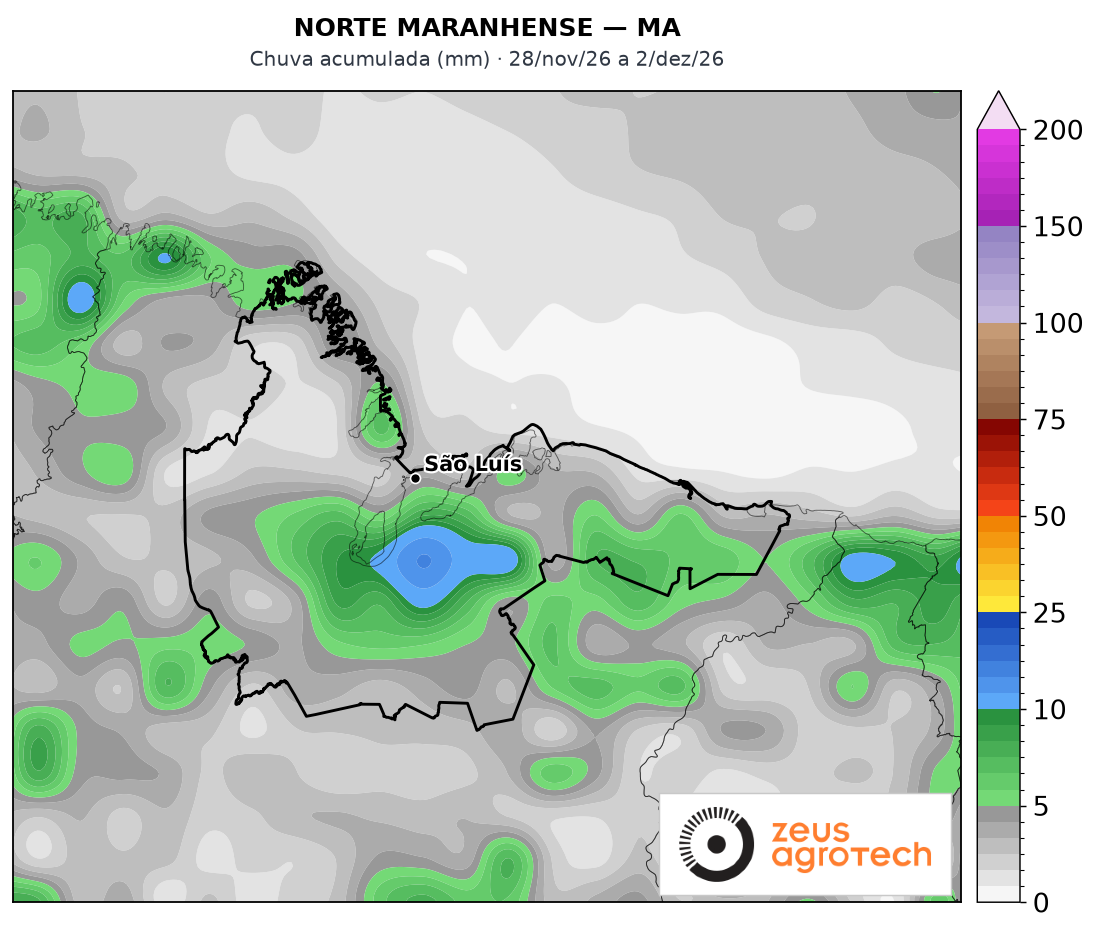 NORTE MARANHENSE — MA
Chuva acumulada (mm) · 28/nov/26 a 2/dez/26
200
150
100
75
50
25
10
5
0
São Luís
zeus
agrotech